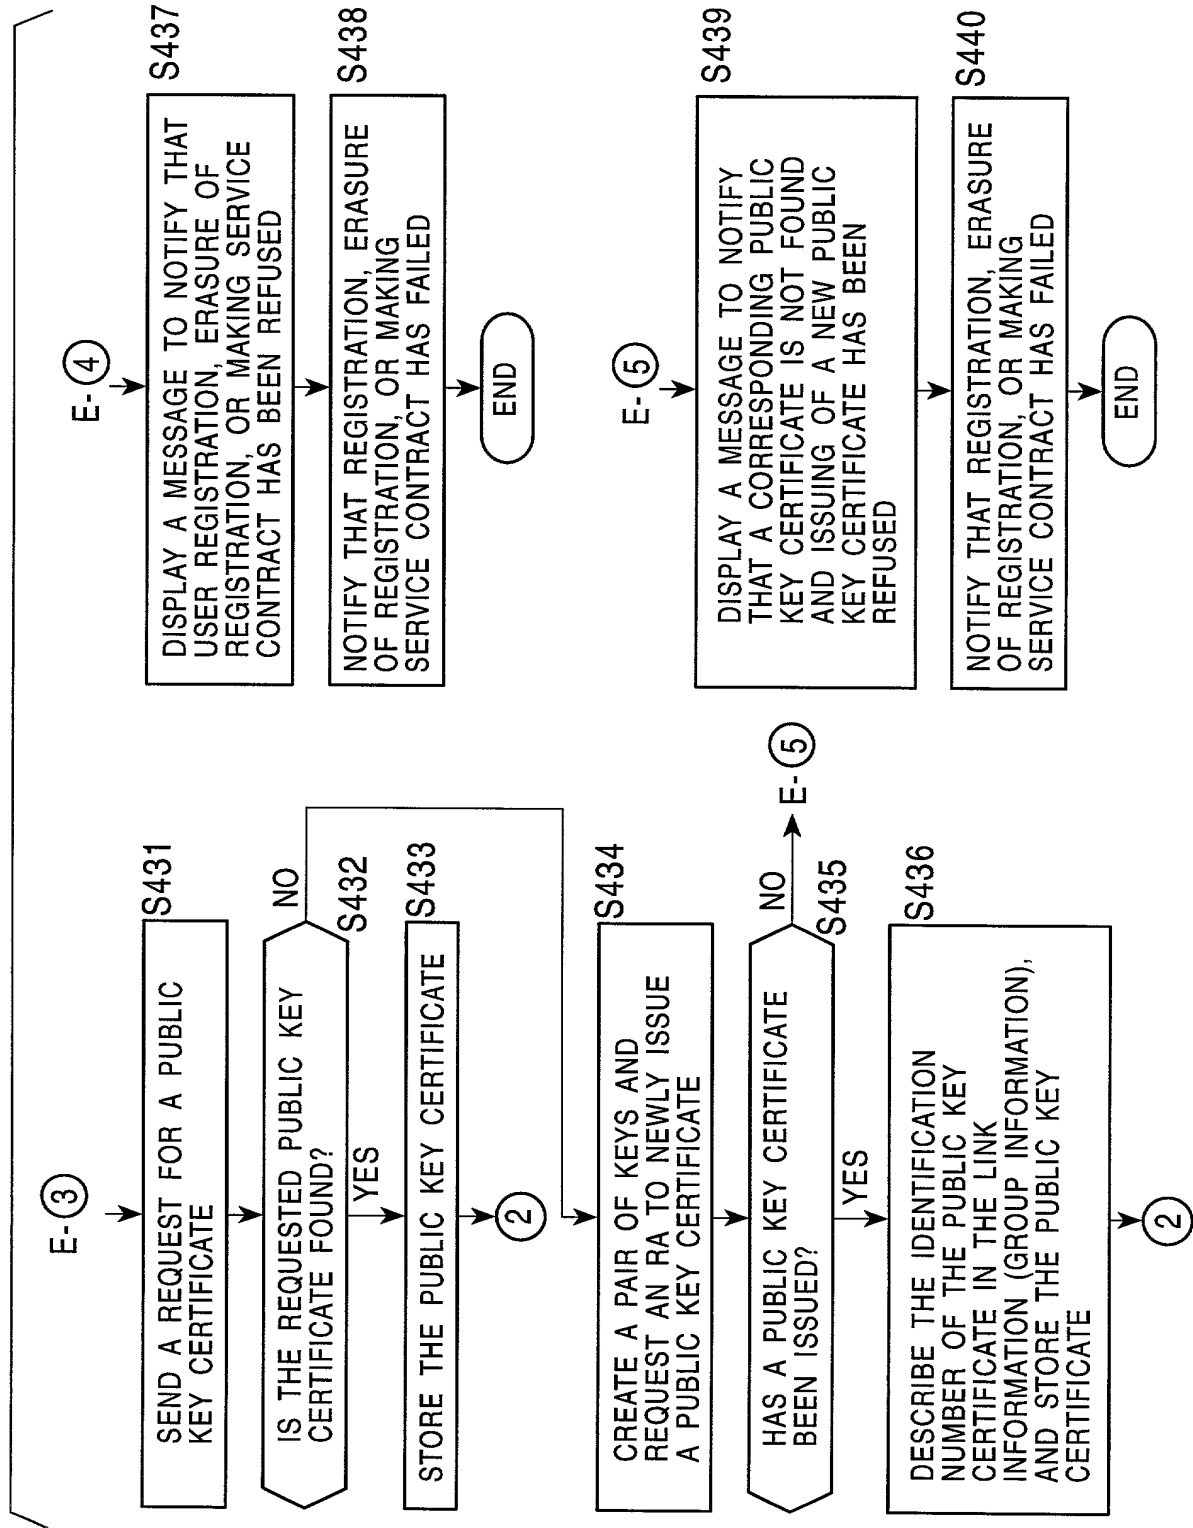 E-3
S431
SEND A REQUEST FOR A PUBLIC
KEY CERTIFICATE
IS THE REQUESTED PUBLIC KEY
CERTIFICATE FOUND?
NO
S432
YES
S433
STORE THE PUBLIC KEY CERTIFICATE
2
S434
CREATE A PAIR OF KEYS AND
REQUEST AN RA TO NEWLY ISSUE
A PUBLIC KEY CERTIFICATE
HAS A PUBLIC KEY CERTIFICATE
BEEN ISSUED?
NO
E-5
S435
YES
S436
DESCRIBE THE IDENTIFICATION
NUMBER OF THE PUBLIC KEY
CERTIFICATE IN THE LINK
INFORMATION (GROUP INFORMATION),
AND STORE THE PUBLIC KEY
CERTIFICATE
2
E-4
S437
DISPLAY A MESSAGE TO NOTIFY THAT
USER REGISTRATION, ERASURE OF
REGISTRATION, OR MAKING SERVICE
CONTRACT HAS BEEN REFUSED
S438
NOTIFY THAT REGISTRATION, ERASURE
OF REGISTRATION, OR MAKING
SERVICE CONTRACT HAS FAILED
END
E-5
S439
DISPLAY A MESSAGE TO NOTIFY
THAT A CORRESPONDING PUBLIC
KEY CERTIFICATE IS NOT FOUND
AND ISSUING OF A NEW PUBLIC
KEY CERTIFICATE HAS BEEN
REFUSED
S440
NOTIFY THAT REGISTRATION, ERASURE
OF REGISTRATION, OR MAKING
SERVICE CONTRACT HAS FAILED
END